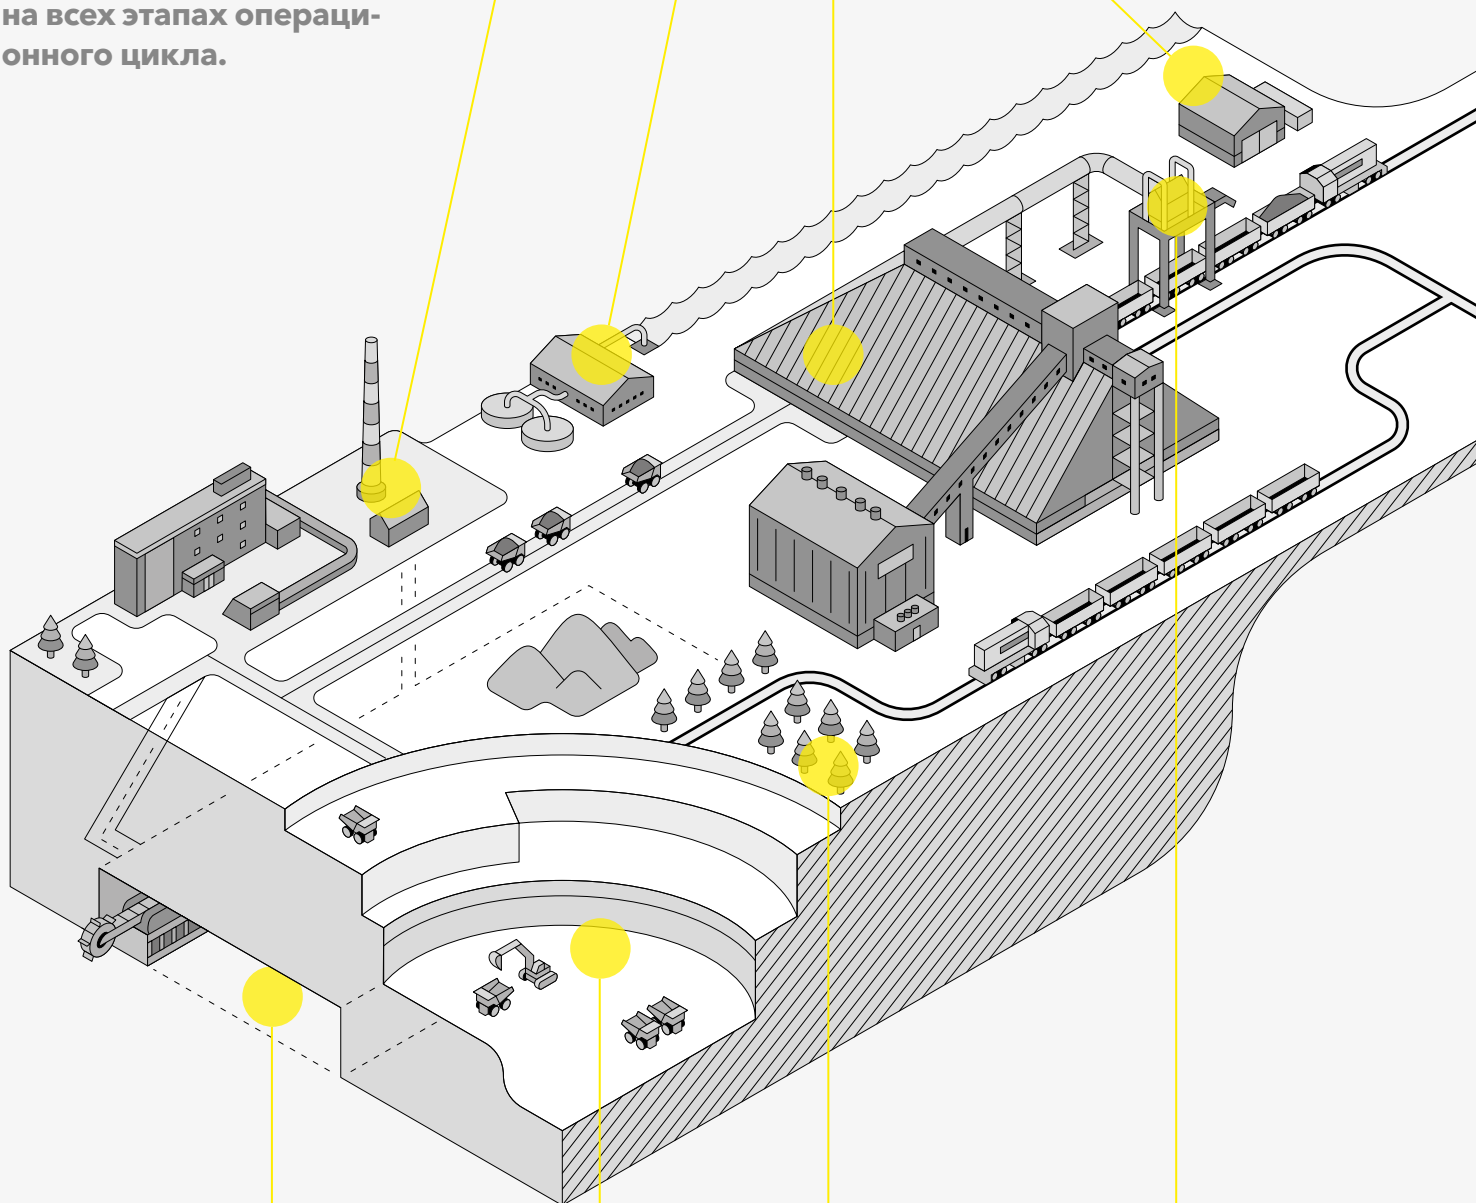 на всех этапах операци-
онного цикла.